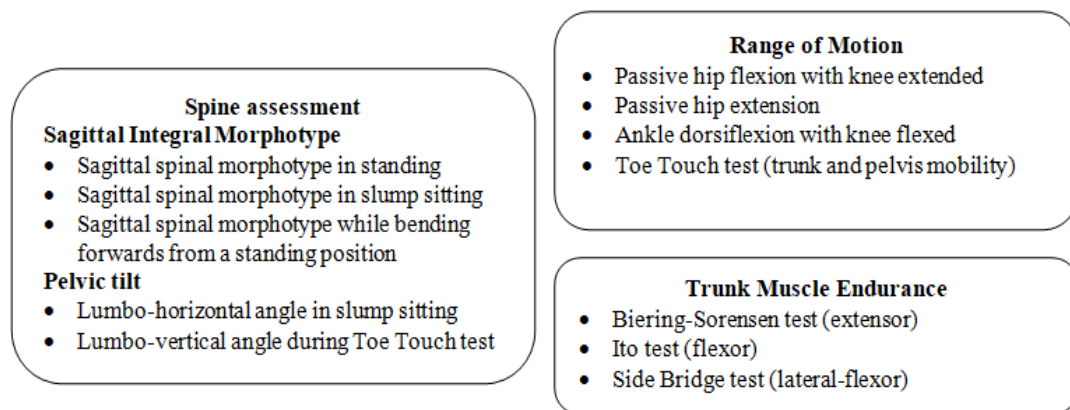 Spine assessment
Sagittal Integral Morphotype
• Sagittal spinal morphotype in standing
• Sagittal spinal morphotype in slump sitting
• Sagittal spinal morphotype while bending
forwards from a standing position
Pelvic tilt
• Lumbo-horizontal angle in slump sitting
• Lumbo-vertical angle during Toe Touch test
Range of Motion
• Passive hip flexion with knee extended
• Passive hip extension
• Ankle dorsiflexion with knee flexed
• Toe Touch test (trunk and pelvis mobility)
Trunk Muscle Endurance
• Biering-Sorensen test (extensor)
• Ito test (flexor)
• Side Bridge test (lateral-flexor)